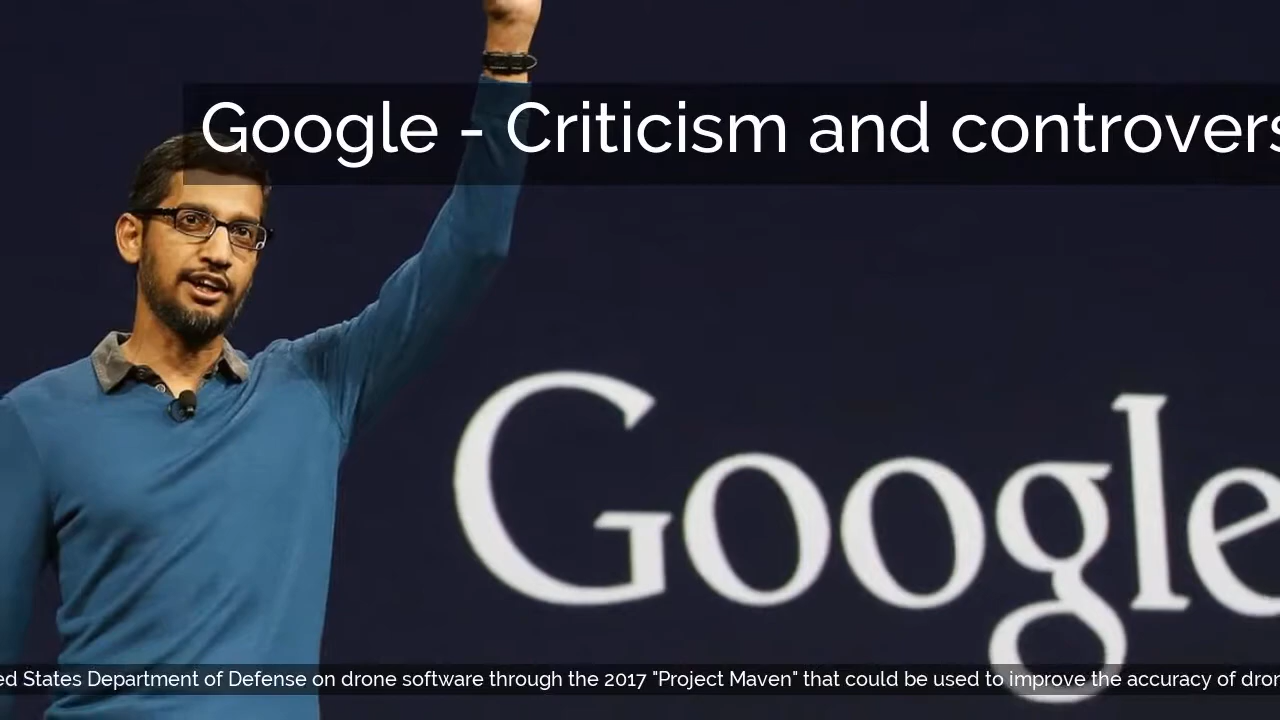 Google - Criticism and controvers
Google
ed States Department of Defense on drone software through the 2017 "Project Maven" that could be used to improve the accuracy of dron